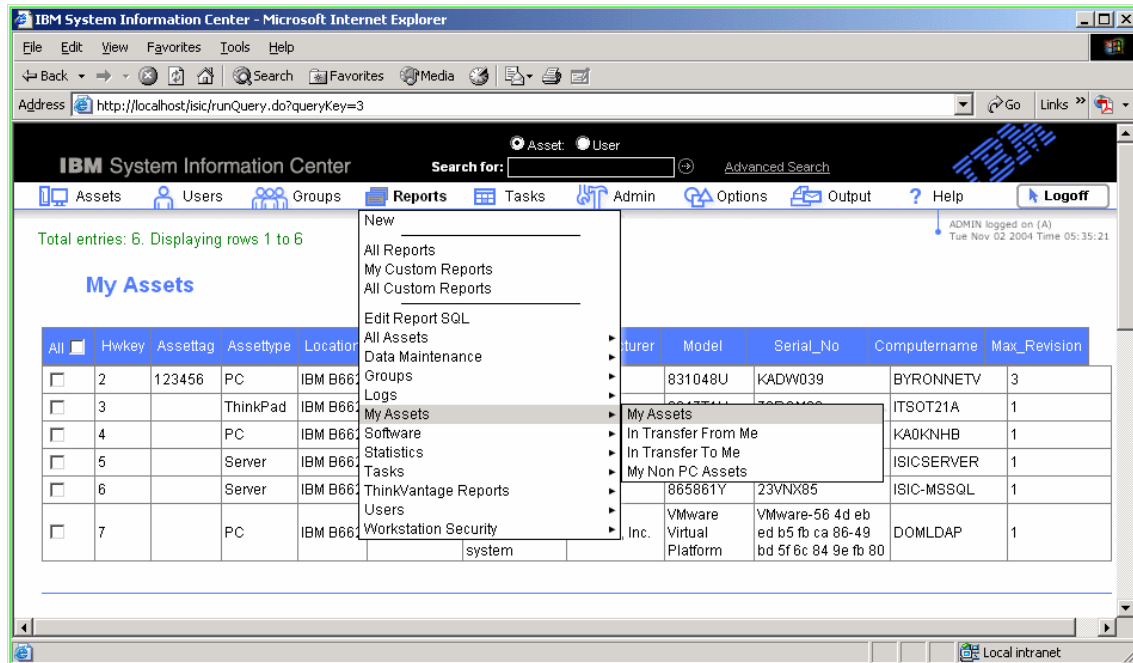 IBM System Information Center - Microsoft Internet Explorer
File Edit View Favorites Tools Help
Back Search Favorites Media
Address http://localhost/isic/runQuery.do?queryKey=3 Go Links »
Asset: User
IBM System Information Center Search for: Advanced Search IBM
Assets Users Groups Reports Tasks Admin Options Output ? Help Logoff
ADMIN logged on (A)
Tue Nov 02 2004 Time 05:35:21
Total entries: 6. Displaying rows 1 to 6
My Assets
New
All Reports
My Custom Reports
All Custom Reports
Edit Report SQL
All Assets
Data Maintenance
Groups
Logs
My Assets
Software
Statistics
Tasks
ThinkVantage Reports
Users
Workstation Security
My Assets
In Transfer From Me
In Transfer To Me
My Non PC Assets
All Hwkey Assettag Assettype Location turer Model Serial_No Computername Max_Revision
2 123456 PC IBM B662 831048U KADW039 BYRONNETV 3
3 ThinkPad IBM B662 ITSOT21A 1
4 PC IBM B662 KA0KNHB 1
5 Server IBM B662 ISICSERVER 1
6 Server IBM B662 865861Y 23VNX85 ISIC-MSSQL 1
7 PC IBM B662 system , Inc. VMware Virtual Platform VMware-56 4d eb ed b5 fb ca 86-49 bd 5f 6c 84 9e fb 80 DOMLDAP 1
Local intranet